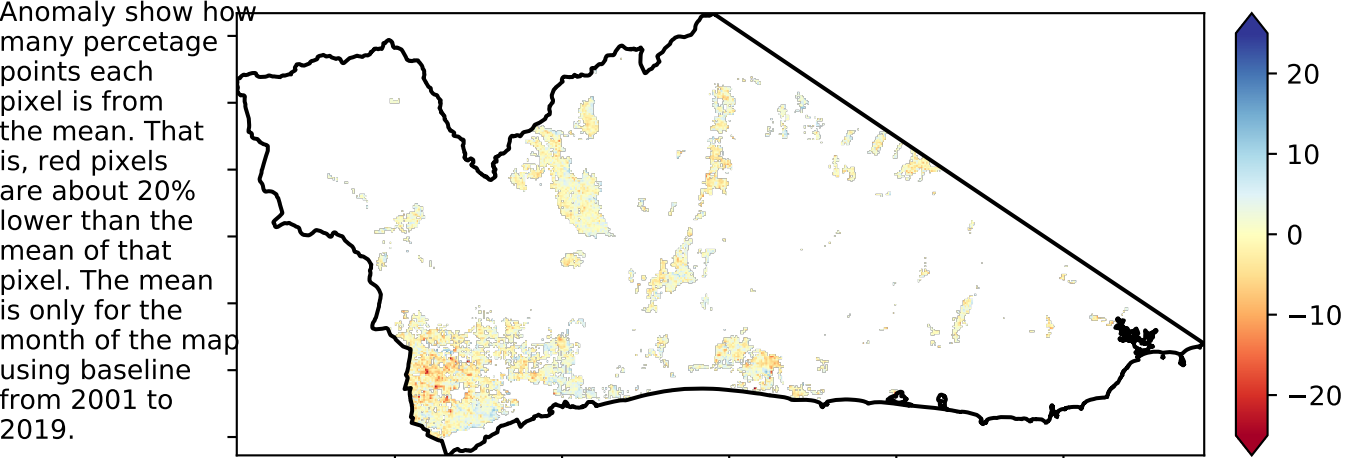 Anomaly show how
many percetage
points each
pixel is from
the mean. That
is, red pixels
are about 20%
lower than the
mean of that
pixel. The mean
is only for the
month of the map
using baseline
from 2001 to
2019.
20
10
0
−10
−20